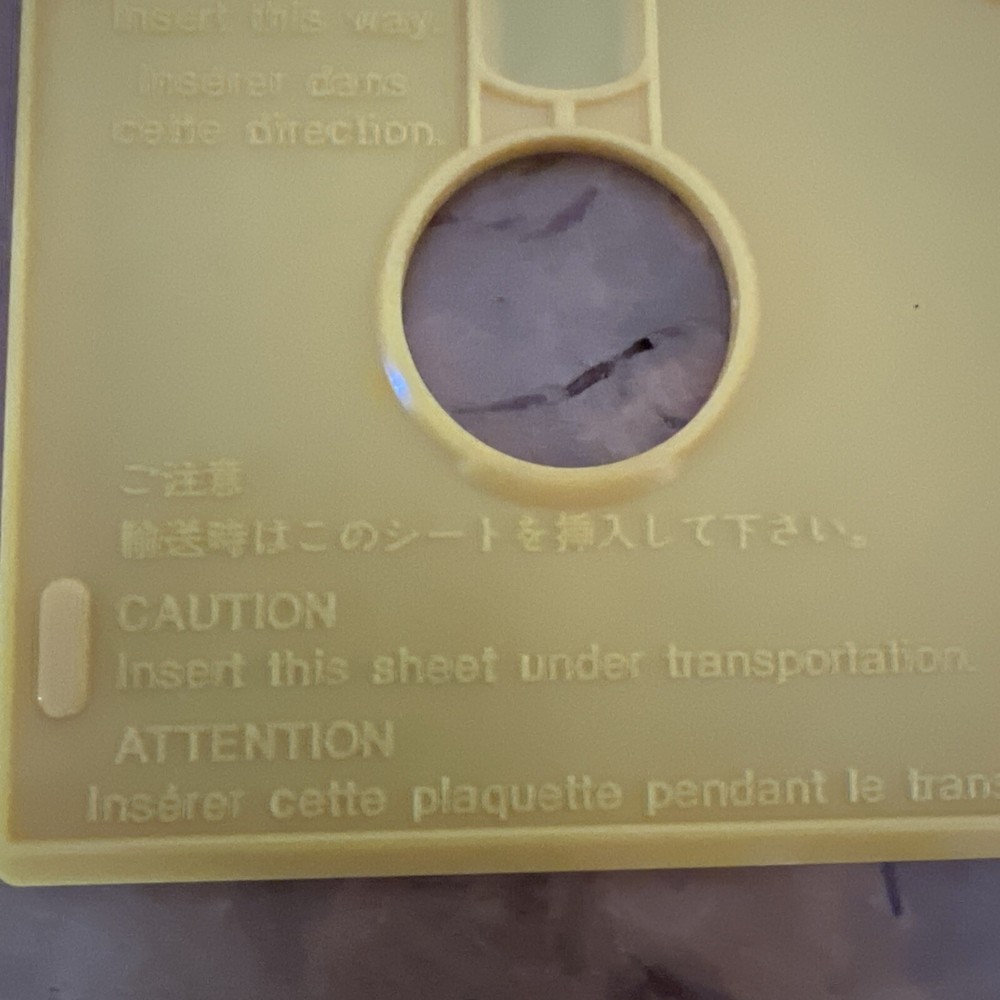 Insert this way.
Insérer dans
cette direction.
ご注意
輸送時はこのシートを挿入して下さい。
CAUTION
Insert this sheet under transportation.
ATTENTION
Insérer cette plaquette pendant le trans